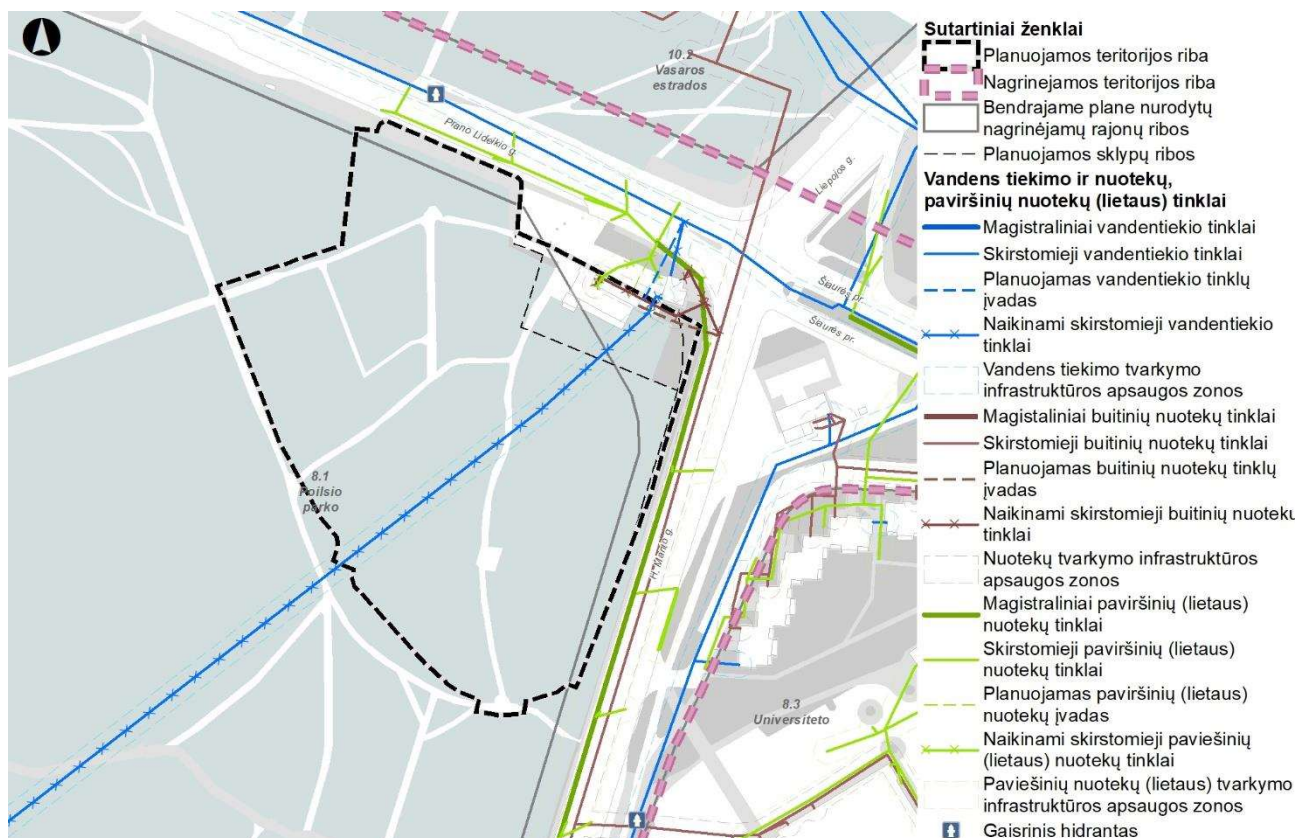 10.2
Vasaros
estrados
Plano Lideikio g.
Liepojos g.
Šiaurės pr.
Šiaurės pr.
8.1
Poilsio
parko
H. Manto g.
8.3
Universiteto
Sutartiniai ženklai
Planuojamos teritorijos riba
Nagrinejamos teritorijos riba
Bendrajame plane nurodytų
nagrinėjamų rajonų ribos
Planuojamos sklypų ribos
Vandens tiekimo ir nuotekų,
paviršinių nuotekų (lietaus) tinklai
Magistraliniai vandentiekio tinklai
Skirstomieji vandentiekio tinklai
Planuojamas vandentiekio tinklų
įvadas
Naikinami skirstomieji vandentiekio
tinklai
Vandens tiekimo tvarkymo
infrastruktūros apsaugos zonos
Magistaliniai buitinių nuotekų tinklai
Skirstomieji buitinių nuotekų tinklai
Planuojamas buitinių nuotekų tinklų
įvadas
Naikinami skirstomieji buitinių nuotekų
tinklai
Nuotekų tvarkymo infrastruktūros
apsaugos zonos
Magistraliniai paviršinių (lietaus)
nuotekų tinklai
Skirstomieji paviršinių (lietaus)
nuotekų tinklai
Planuojamas paviršinių (lietaus)
nuotekų įvadas
Naikinami skirstomieji paviešinių
(lietaus) nuotekų tinklai
Paviešinių nuotekų (lietaus) tvarkymo
infrastruktūros apsaugos zonos
Gaisrinis hidrantas